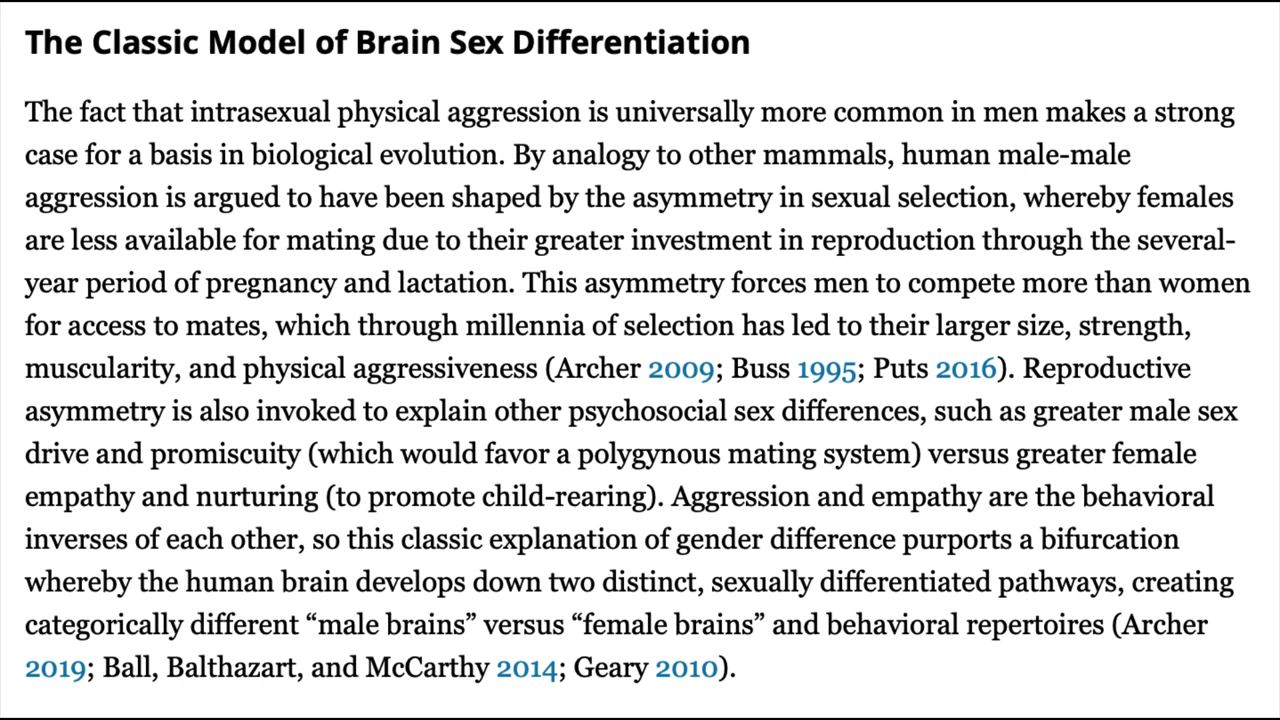 The Classic Model of Brain Sex Differentiation
The fact that intrasexual physical aggression is universally more common in men makes a strong
case for a basis in biological evolution. By analogy to other mammals, human male-male
aggression is argued to have been shaped by the asymmetry in sexual selection, whereby females
are less available for mating due to their greater investment in reproduction through the several-
year period of pregnancy and lactation. This asymmetry forces men to compete more than women
for access to mates, which through millennia of selection has led to their larger size, strength,
muscularity, and physical aggressiveness (Archer 2009; Buss 1995; Puts 2016). Reproductive
asymmetry is also invoked to explain other psychosocial sex differences, such as greater male sex
drive and promiscuity (which would favor a polygynous mating system) versus greater female
empathy and nurturing (to promote child-rearing). Aggression and empathy are the behavioral
inverses of each other, so this classic explanation of gender difference purports a bifurcation
whereby the human brain develops down two distinct, sexually differentiated pathways, creating
categorically different “male brains” versus “female brains” and behavioral repertoires (Archer
2019; Ball, Balthazart, and McCarthy 2014; Geary 2010).